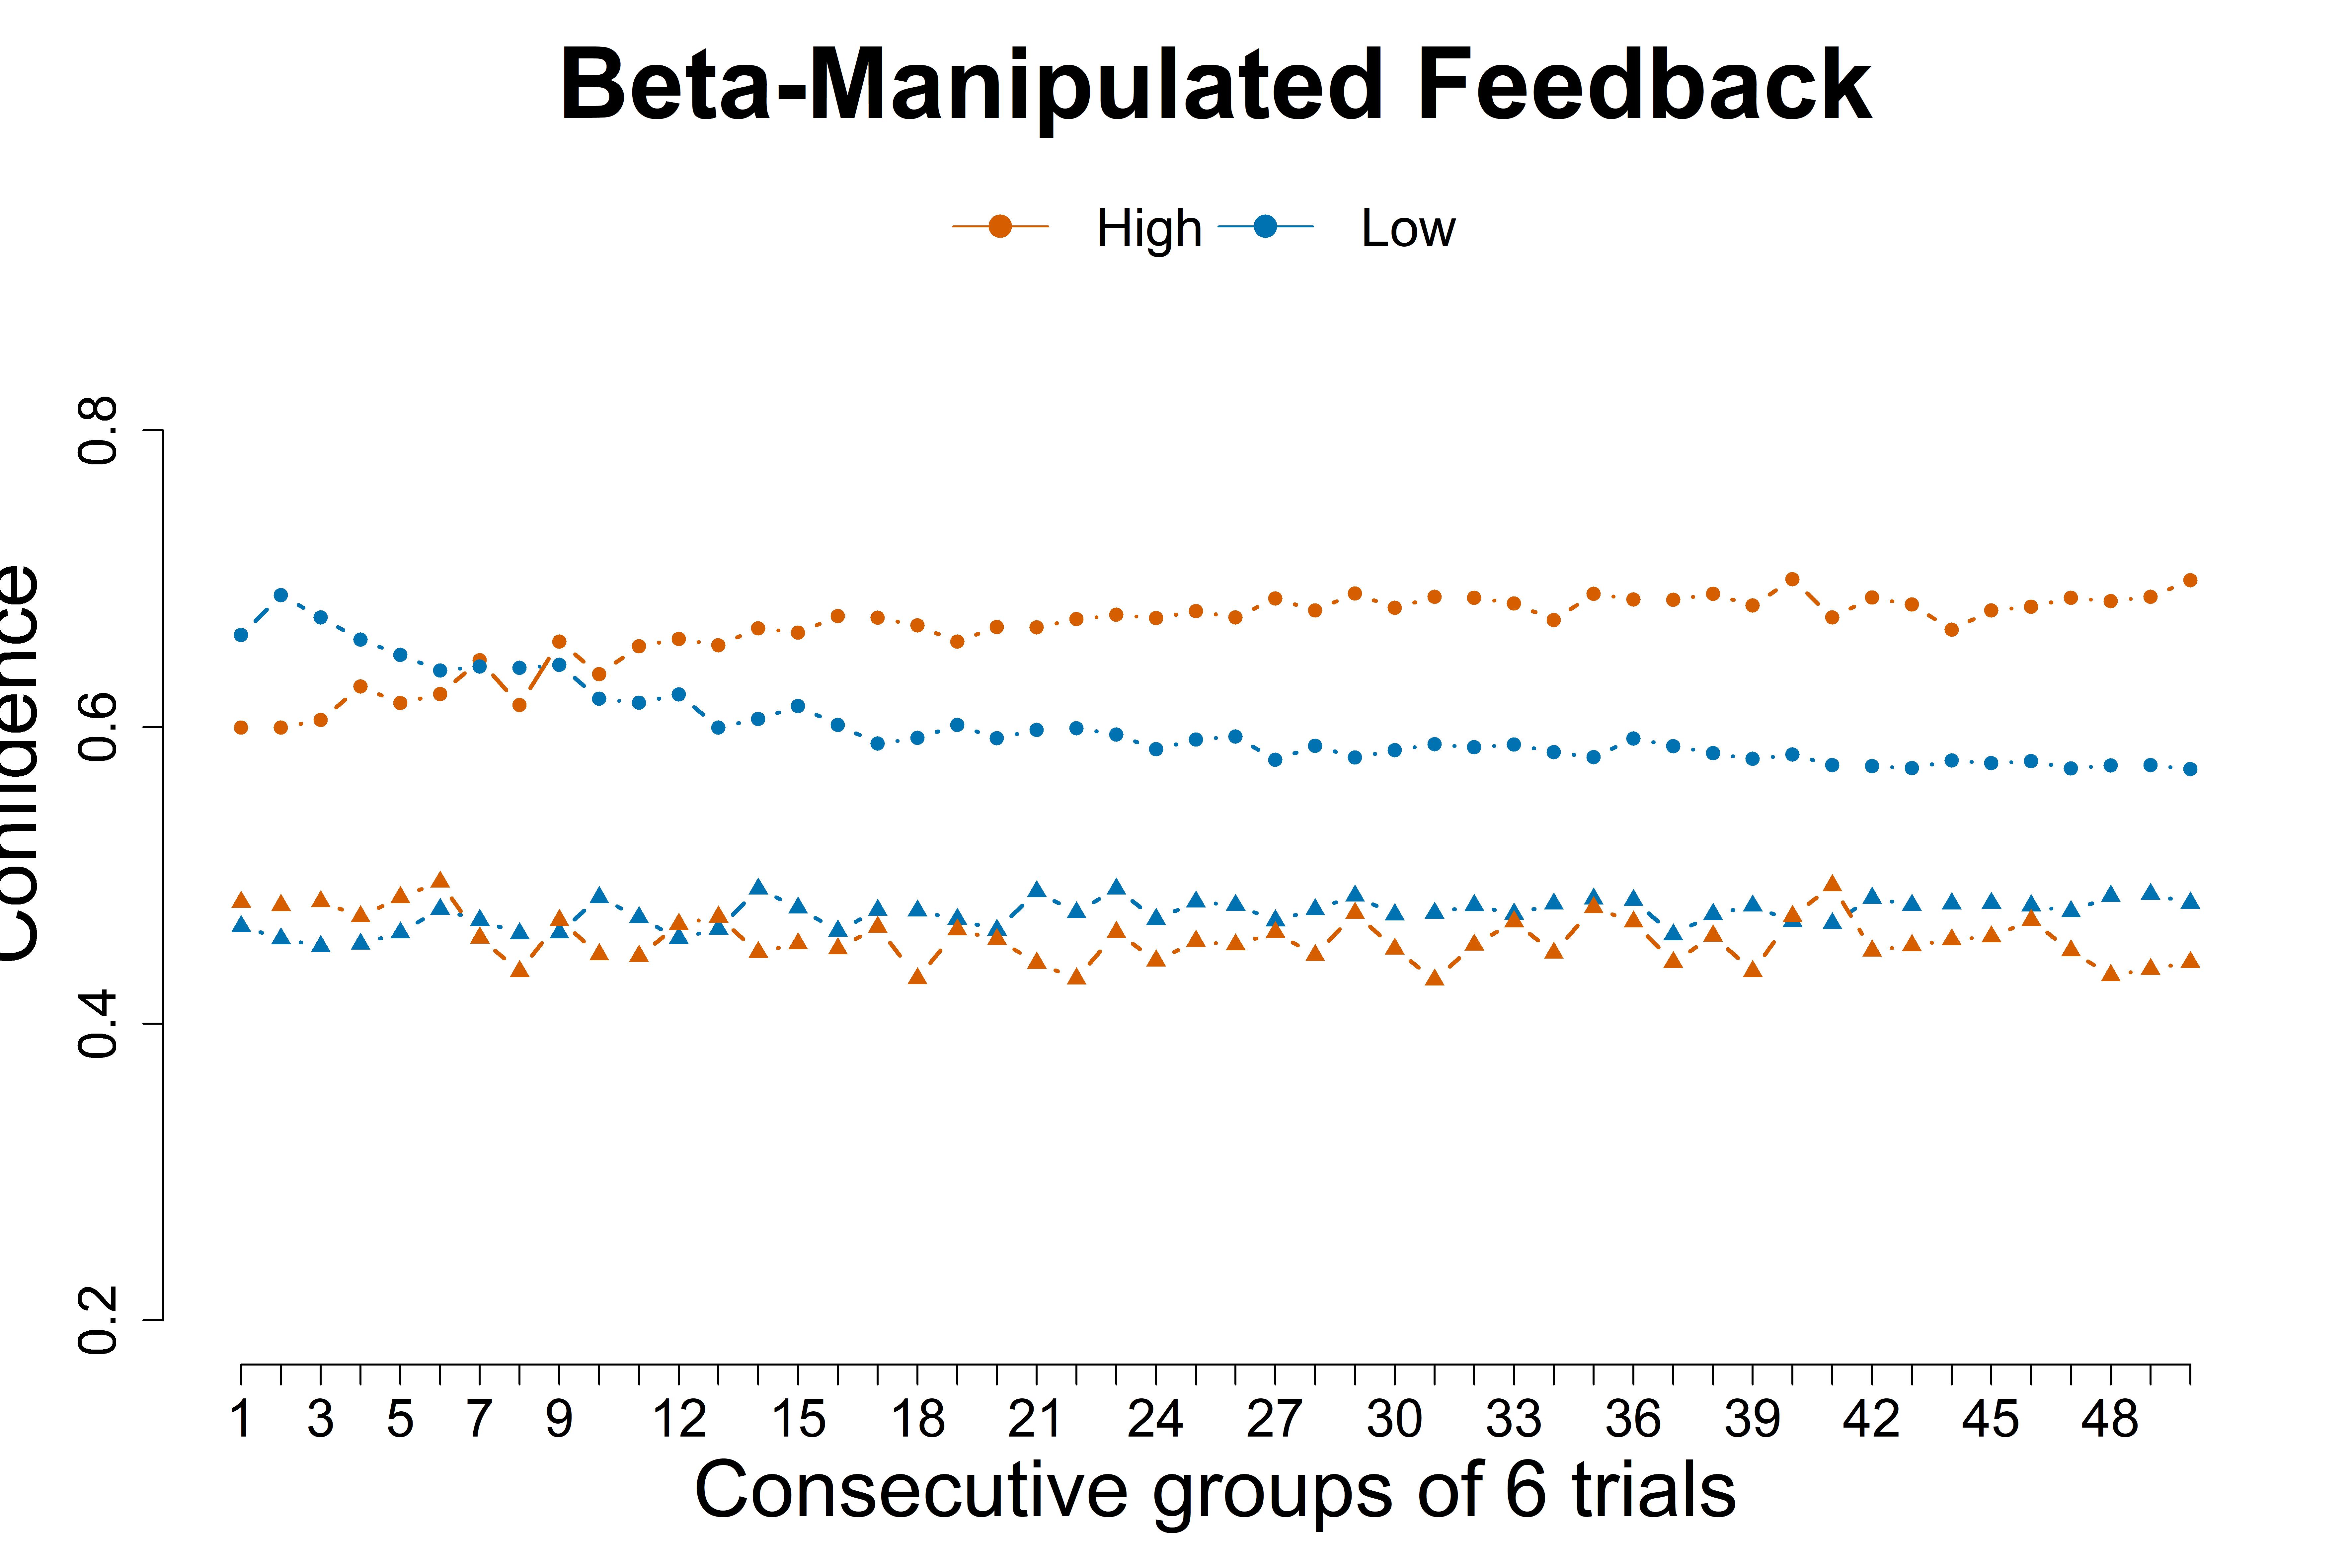 Beta-Manipulated Feedback
High Low
Confidence
0.8
0.6
0.4
0.2
1 3 5 7 9 12 15 18 21 24 27 30 33 36 39 42 45 48
Consecutive groups of 6 trials